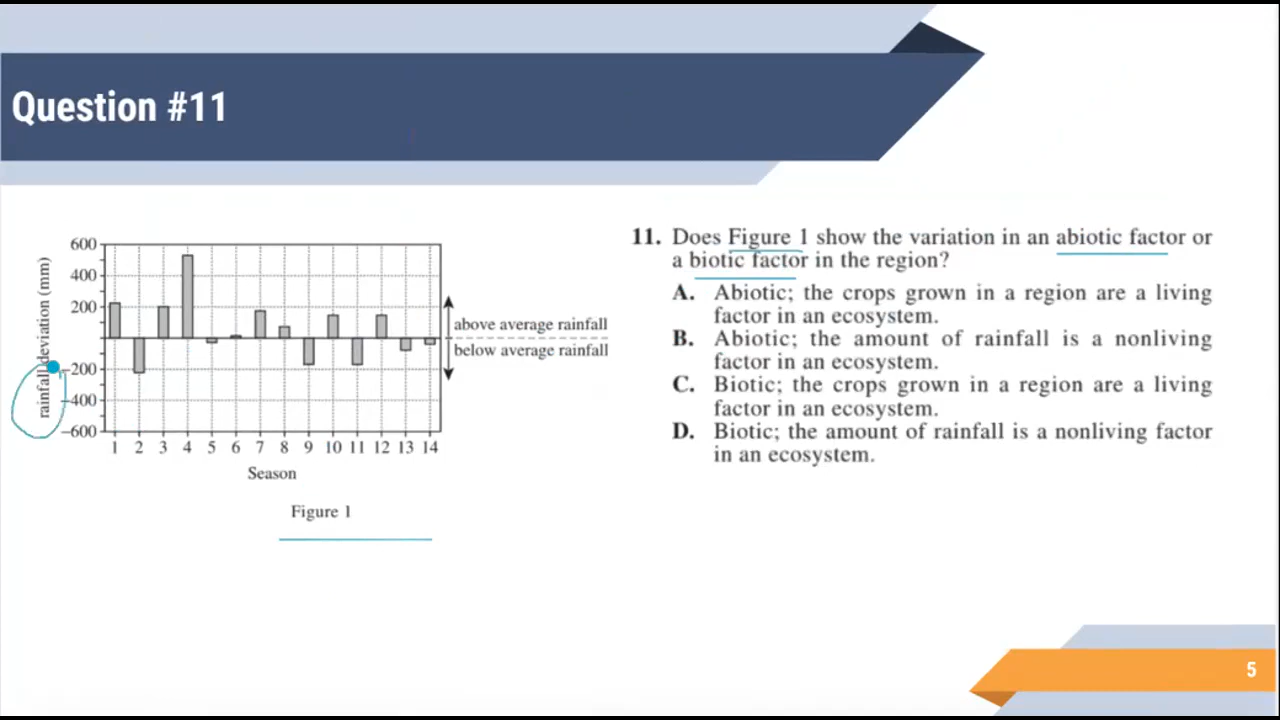 Question #11
600
400
200
−200
−400
−600
rainfall deviation (mm)
1 2 3 4 5 6 7 8 9 10 11 12 13 14
Season
above average rainfall
below average rainfall
Figure 1
11. Does Figure 1 show the variation in an abiotic factor or
a biotic factor in the region?
A. Abiotic; the crops grown in a region are a living
factor in an ecosystem.
B. Abiotic; the amount of rainfall is a nonliving
factor in an ecosystem.
C. Biotic; the crops grown in a region are a living
factor in an ecosystem.
D. Biotic; the amount of rainfall is a nonliving factor
in an ecosystem.
5